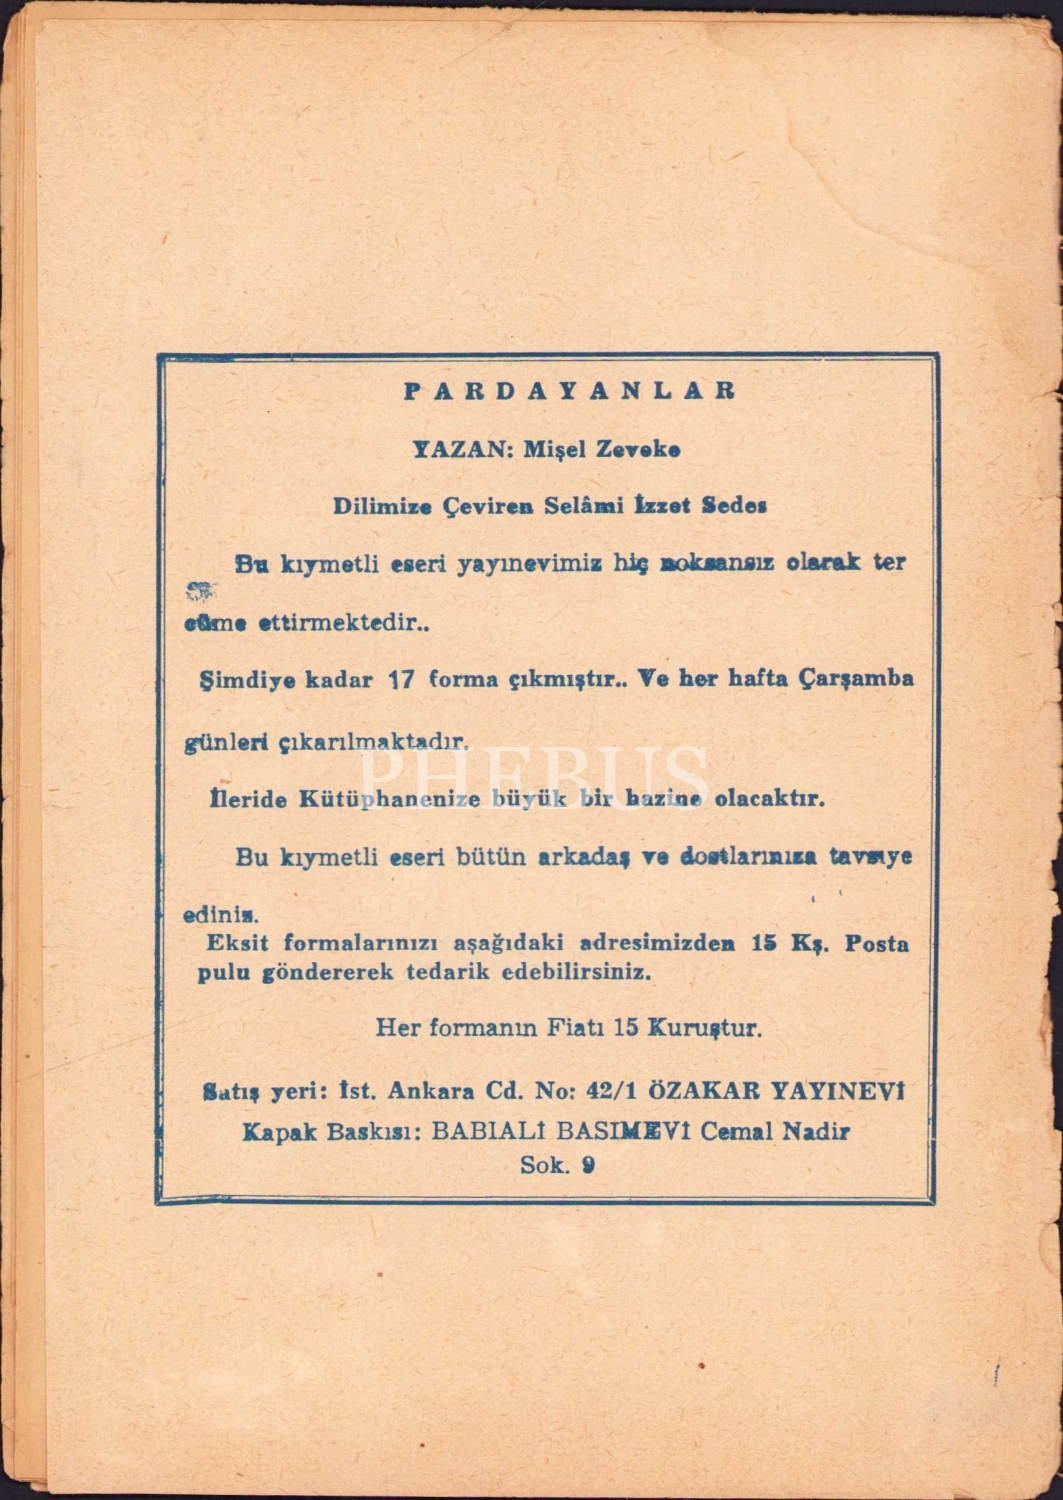 PARDAYANLAR
YAZAN: Mişel Zeveko
Dilimize Çeviren Selâmi İzzet Sedes
Bu kıymetli eseri yayınevimiz hiç noksansız olarak ter
cüme ettirmektedir..
Şimdiye kadar 17 forma çıkmıştır.. Ve her hafta Çarşamba
günleri çıkarılmaktadır.
PHEBUS
İleride Kütüphanenize büyük bir hazine olacaktır.
Bu kıymetli eseri bütün arkadaş ve dostlarınıza tavsiye
ediniz.
Eksit formalarınızı aşağıdaki adresimizden 15 Kş. Posta
pulu göndererek tedarik edebilirsiniz.
Her formanın Fiatı 15 Kuruştur.
Satış yeri: İst. Ankara Cd. No: 42/1 ÖZAKAR YAYINEVİ
Kapak Baskısı: BABIALİ BASIMEVİ Cemal Nadir
Sok. 9